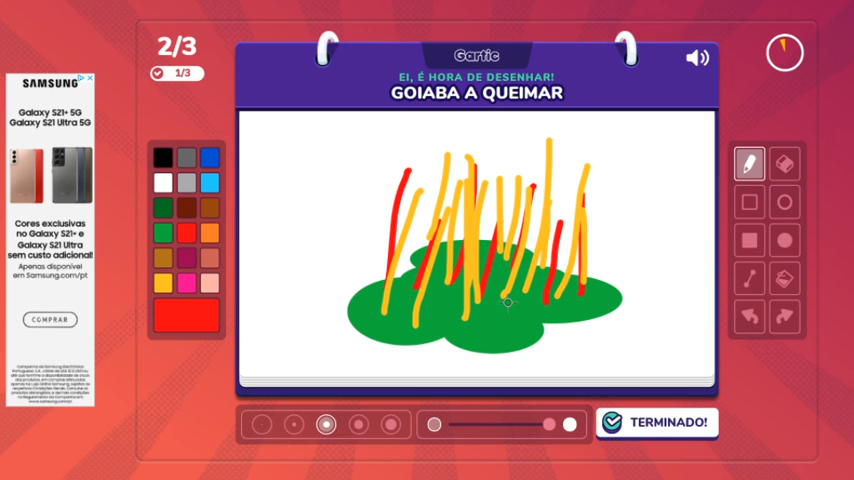 2/3
1/3
Gartic
EI, É HORA DE DESENHAR!
GOIABA A QUEIMAR
SAMSUNG
Galaxy S21+ 5G
Galaxy S21 Ultra 5G
Cores exclusivas
no Galaxy S21+ e
Galaxy S21 Ultra
sem custo adicional!
Apenas disponível
em Samsung.com/pt
COMPRAR
TERMINADO!